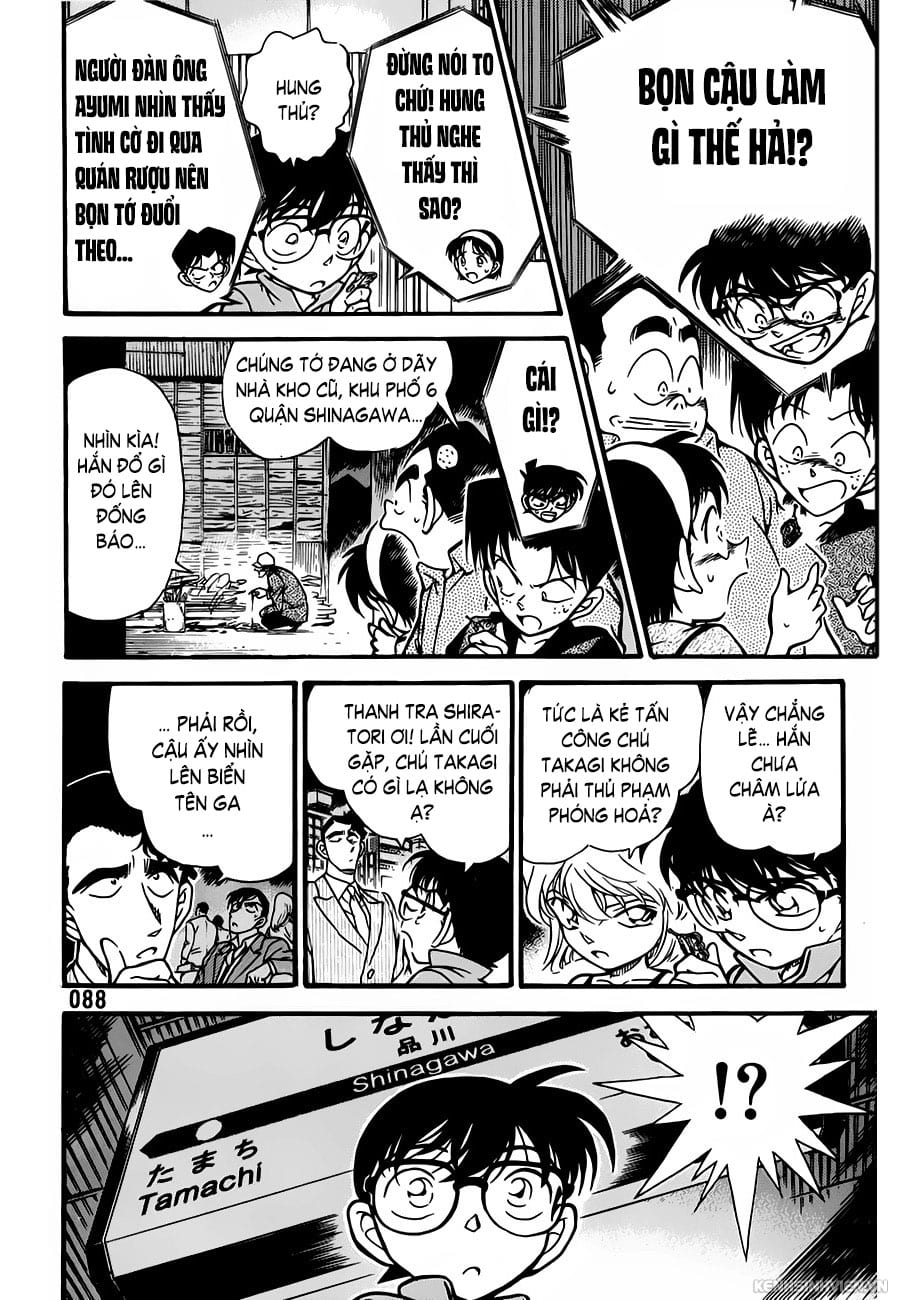 BỌN CẬU LÀM
GÌ THẾ HẢ!?
ĐỪNG NÓI TO
CHỨ! HUNG
THỦ NGHE
THẤY THÌ
SAO?
HUNG
THỦ?
NGƯỜI ĐÀN ÔNG
AYUMI NHÌN THẤY
TÌNH CỜ ĐI QUA
QUÁN RƯỢU NÊN
BỌN TỚ ĐUỔI
THEO...
CÁI
GÌ!?
CHÚNG TỚ ĐANG Ở DÃY
NHÀ KHO CŨ, KHU PHỐ 6
QUẬN SHINAGAWA...
NHÌN KÌA!
HẮN ĐỔ GÌ
ĐÓ LÊN
ĐỐNG
BÁO...
VẬY CHẲNG
LẼ... HẮN
CHƯA
CHÂM LỬA
À?
TỨC LÀ KẺ TẤN
CÔNG CHÚ
TAKAGI KHÔNG
PHẢI THỦ PHẠM
PHÓNG HOẢ?
THANH TRA SHIRA-
TORI ƠI! LẦN CUỐI
GẶP, CHÚ TAKAGI
CÓ GÌ LẠ KHÔNG
Ạ?
... PHẢI RỒI,
CẬU ẤY NHÌN
LÊN BIỂN
TÊN GA
...
088
!?
しなが
品川
Shinagawa
お
たまち
Tamachi